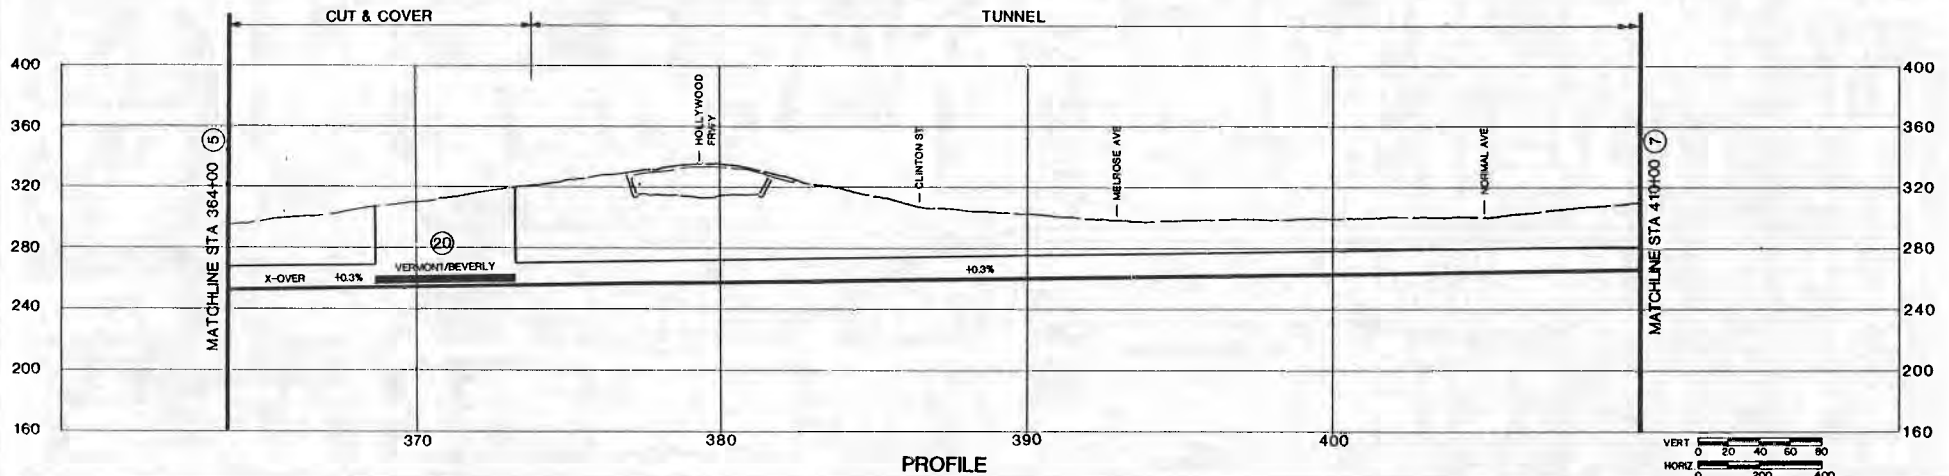 CUT & COVER
TUNNEL
400
400
HOLLYWOOD
FRWY
360
360
5
7
MATCHLINE STA 364+00
MATCHLINE STA 410+00
CLINTON ST
MELROSE AVE
NORMAL AVE
320
320
20
280
280
VERMONT/BEVERLY
X-OVER
+0.3%
+0.3%
240
240
200
200
160
160
370
380
390
400
PROFILE
VERT
0 20 40 60 80
HORIZ.
0 200 400